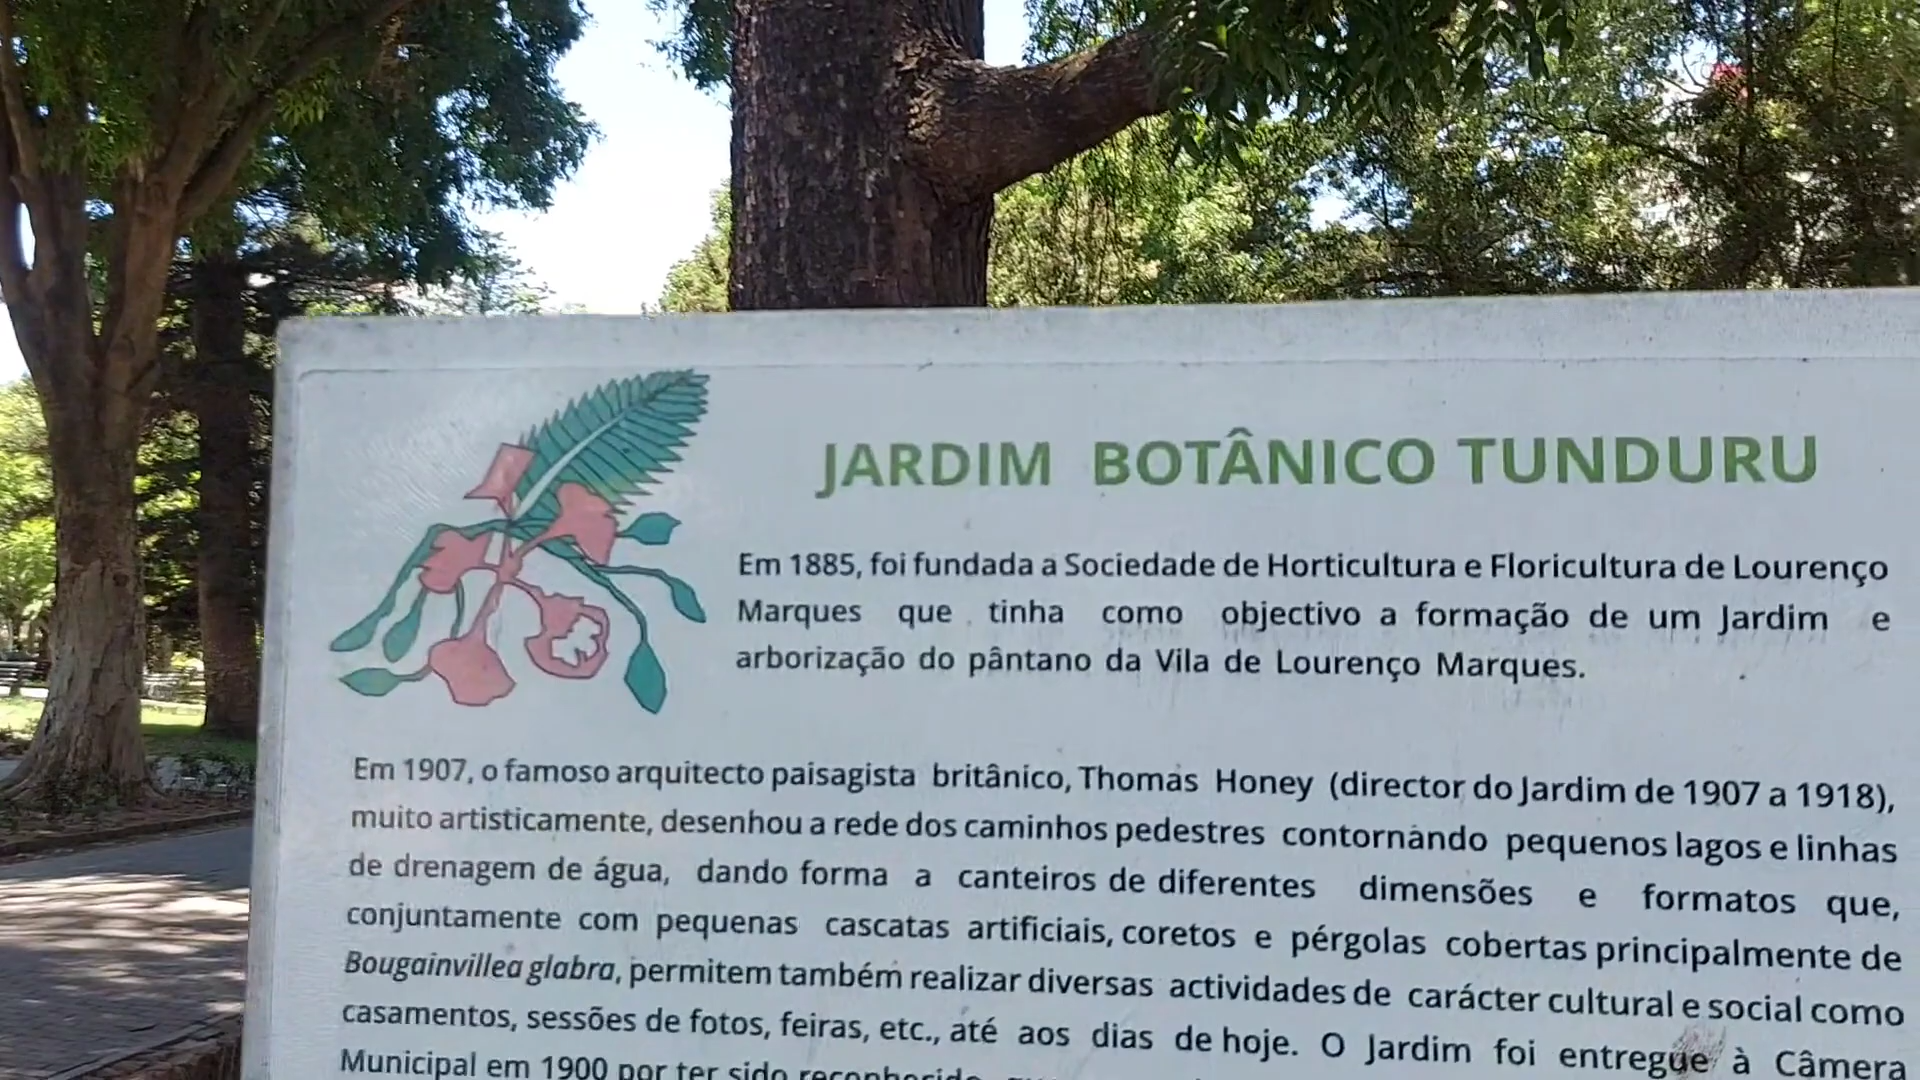 JARDIM BOTÂNICO TUNDURU
Em 1885, foi fundada a Sociedade de Horticultura e Floricultura de Lourenço
Marques que tinha como objectivo a formação de um Jardim e
arborização do pântano da Vila de Lourenço Marques.
Em 1907, o famoso arquitecto paisagista britânico, Thomas Honey (director do Jardim de 1907 a 1918),
muito artisticamente, desenhou a rede dos caminhos pedestres contornando pequenos lagos e linhas
de drenagem de água, dando forma a canteiros de diferentes dimensões e formatos que,
conjuntamente com pequenas cascatas artificiais, coretos e pérgolas cobertas principalmente de
Bougainvillea glabra, permitem também realizar diversas actividades de carácter cultural e social como
casamentos, sessões de fotos, feiras, etc., até aos dias de hoje. O Jardim foi entregue à Câmera
Municipal em 1900 por ter sido reconhecido